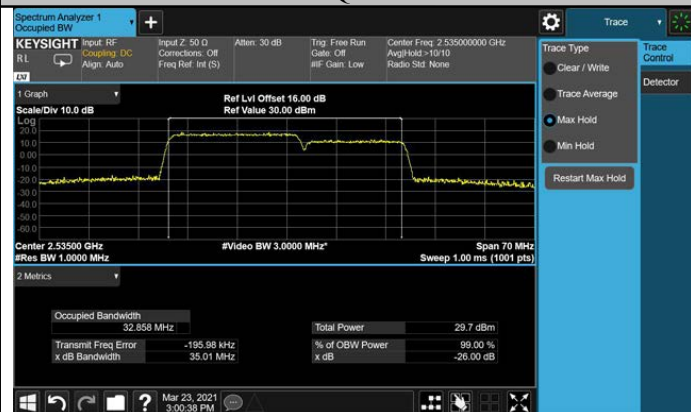 Spectrum Analyzer 1
Occupied BW
Trace
KEYSIGHT
RL
LXI
Input: RF
Coupling: DC
Align: Auto
Input Z: 50 Ω
Corrections: Off
Freq Ref: Int (S)
Atten: 30 dB
Trig: Free Run
Gate: Off
#IF Gain: Low
Center Freq: 2.535000000 GHz
Avg|Hold:>10/10
Radio Std: None
Trace Type
Clear / Write
Trace Average
Max Hold
Min Hold
Restart Max Hold
Trace
Control
Detector
1 Graph
Scale/Div 10.0 dB
Ref Lvl Offset 16.00 dB
Ref Value 30.00 dBm
Log
20.0
10.0
0.00
-10.0
-20.0
-30.0
-40.0
-50.0
-60.0
Center 2.53500 GHz
#Res BW 1.0000 MHz
#Video BW 3.0000 MHz*
Span 70 MHz
Sweep 1.00 ms (1001 pts)
2 Metrics
Occupied Bandwidth
32.858 MHz
Total Power 29.7 dBm
Transmit Freq Error -195.98 kHz
% of OBW Power 99.00 %
x dB Bandwidth 35.01 MHz
x dB -26.00 dB
?
Mar 23, 2021
3:00:38 PM